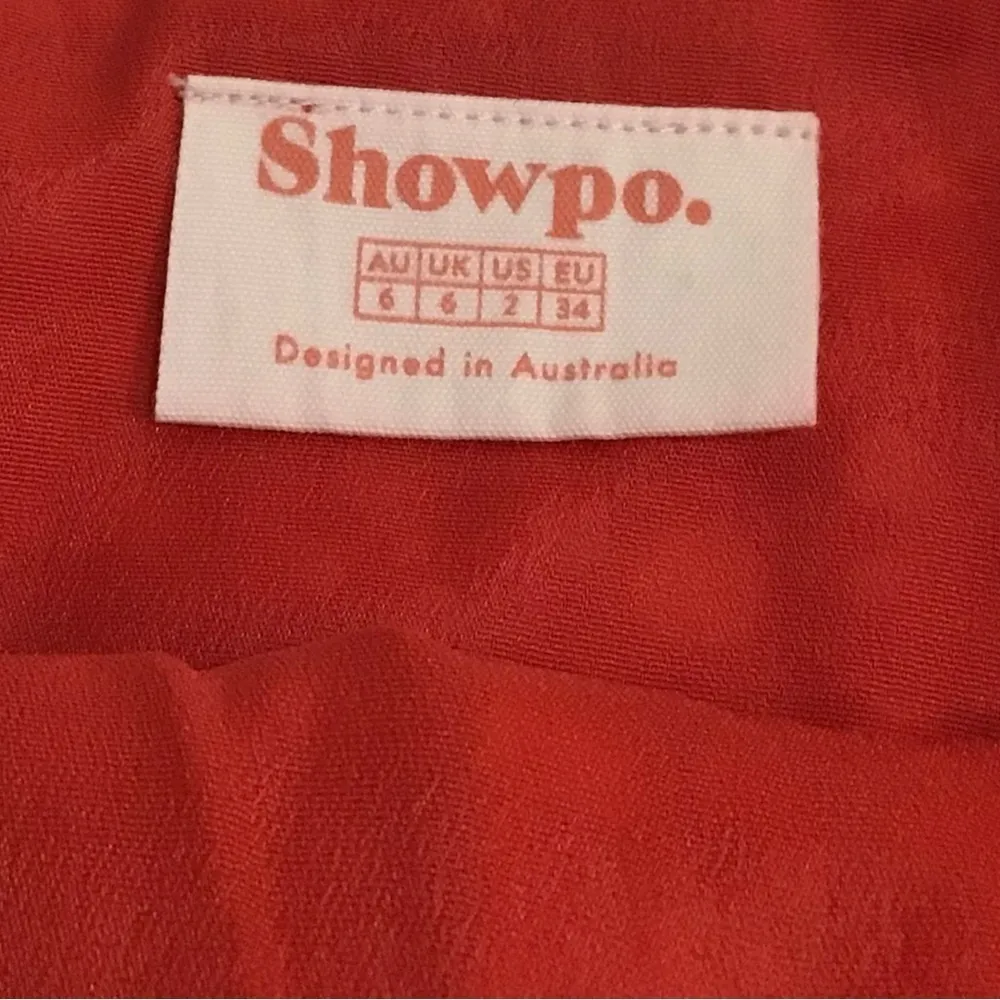 Showpo.
AU UK US EU
6 6 2 34
Designed in Australia